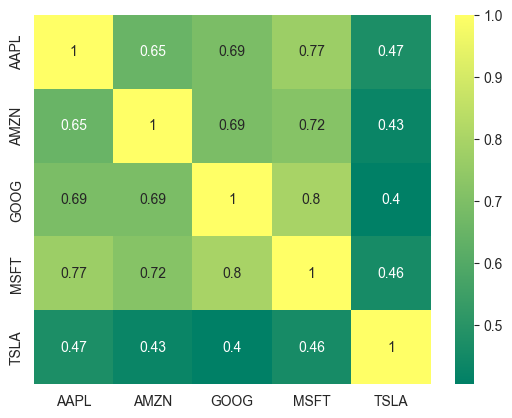 AAPL 1 0.65 0.69 0.77 0.47
AMZN 0.65 1 0.69 0.72 0.43
GOOG 0.69 0.69 1 0.8 0.4
MSFT 0.77 0.72 0.8 1 0.46
TSLA 0.47 0.43 0.4 0.46 1
AAPL AMZN GOOG MSFT TSLA
1.0
0.9
0.8
0.7
0.6
0.5